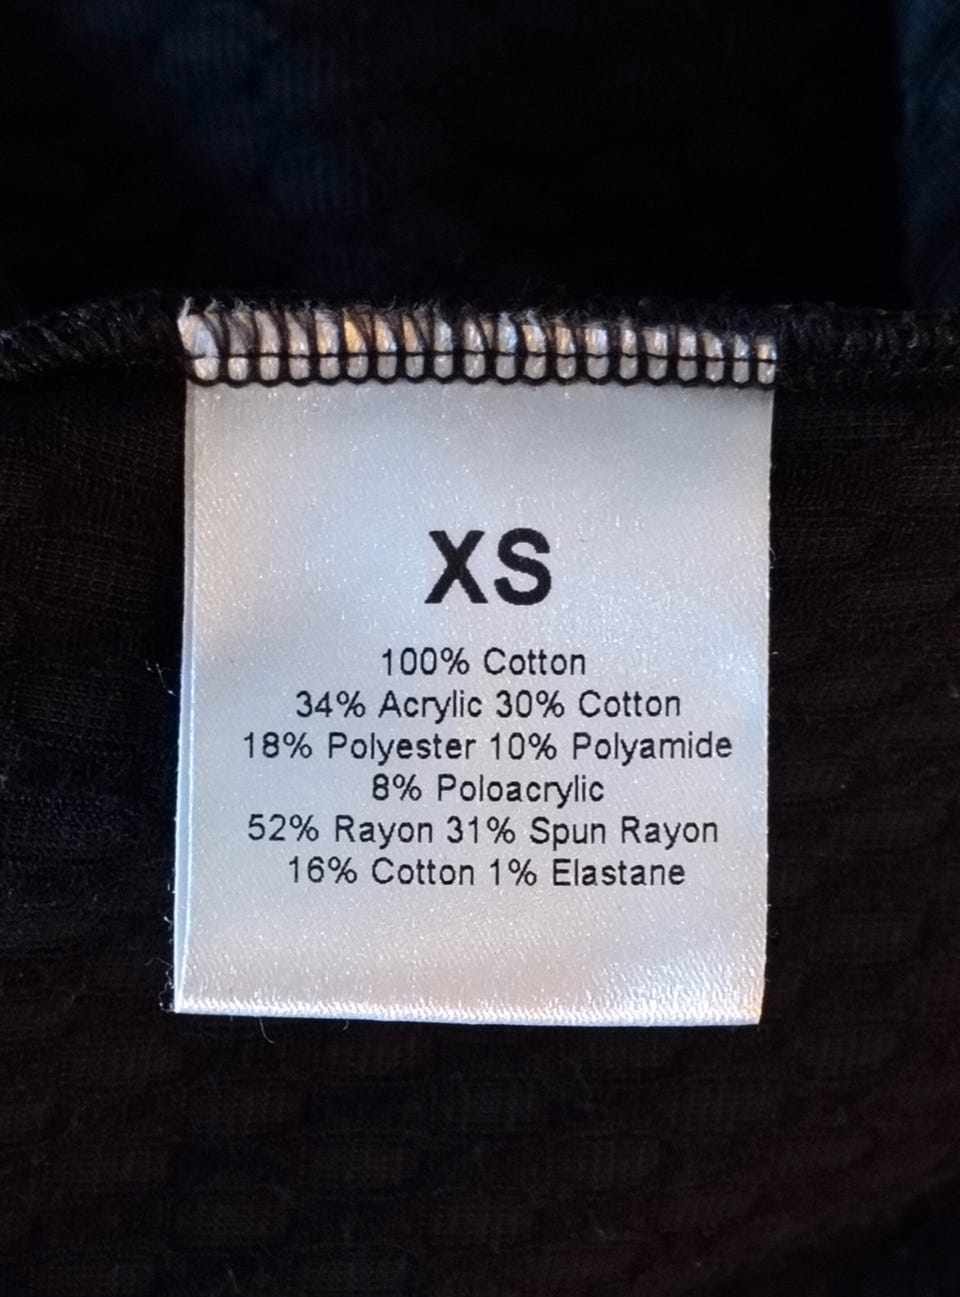 XS
100% Cotton
34% Acrylic 30% Cotton
18% Polyester 10% Polyamide
8% Poloacrylic
52% Rayon 31% Spun Rayon
16% Cotton 1% Elastane